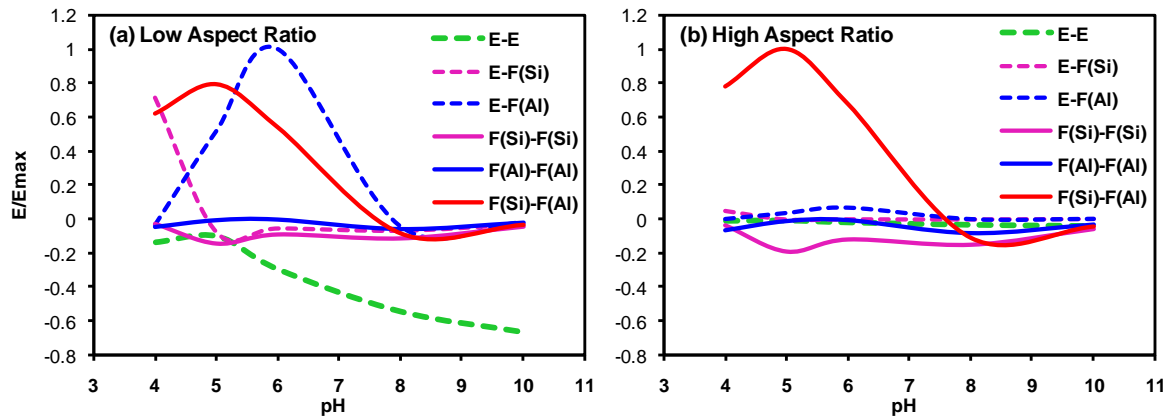 (a) Low Aspect Ratio
E/Emax
1.2
1
0.8
0.6
0.4
0.2
0
-0.2
-0.4
-0.6
-0.8
3 4 5 6 7 8 9 10 11
pH
E-E
E-F(Si)
E-F(Al)
F(Si)-F(Si)
F(Al)-F(Al)
F(Si)-F(Al)
(b) High Aspect Ratio
1.2
1
0.8
0.6
0.4
0.2
0
-0.2
-0.4
-0.6
-0.8
3 4 5 6 7 8 9 10 11
pH
E-E
E-F(Si)
E-F(Al)
F(Si)-F(Si)
F(Al)-F(Al)
F(Si)-F(Al)